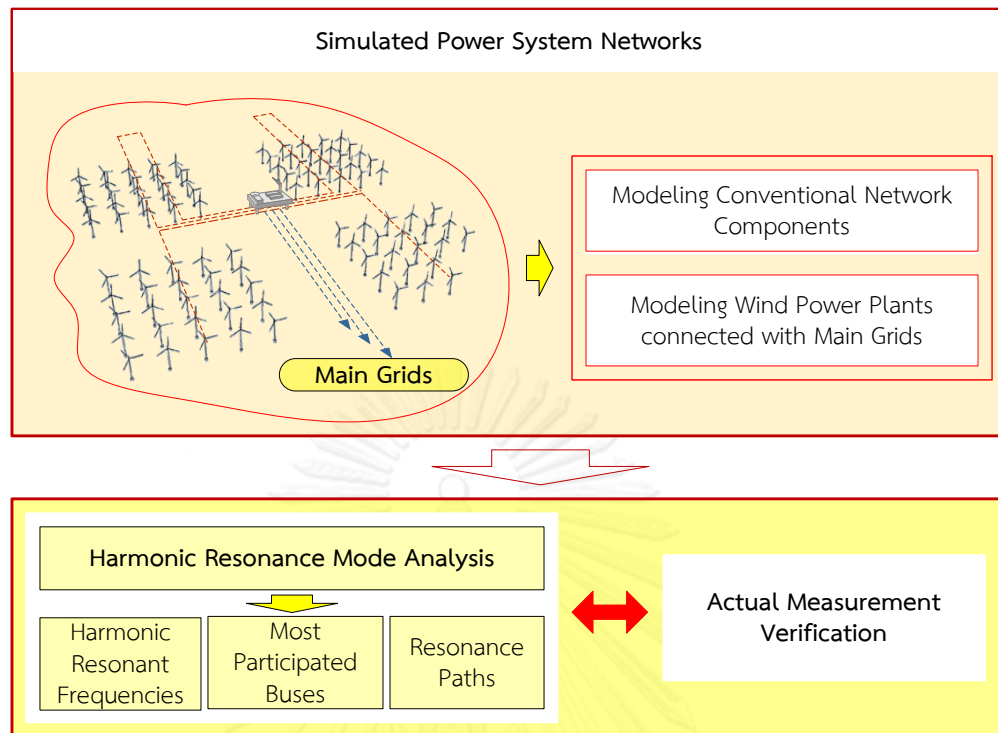 Simulated Power System Networks
Modeling Conventional Network
Components
Modeling Wind Power Plants
connected with Main Grids
Main Grids
Harmonic Resonance Mode Analysis
Harmonic
Resonant
Frequencies
Most
Participated
Buses
Resonance
Paths
Actual Measurement
Verification